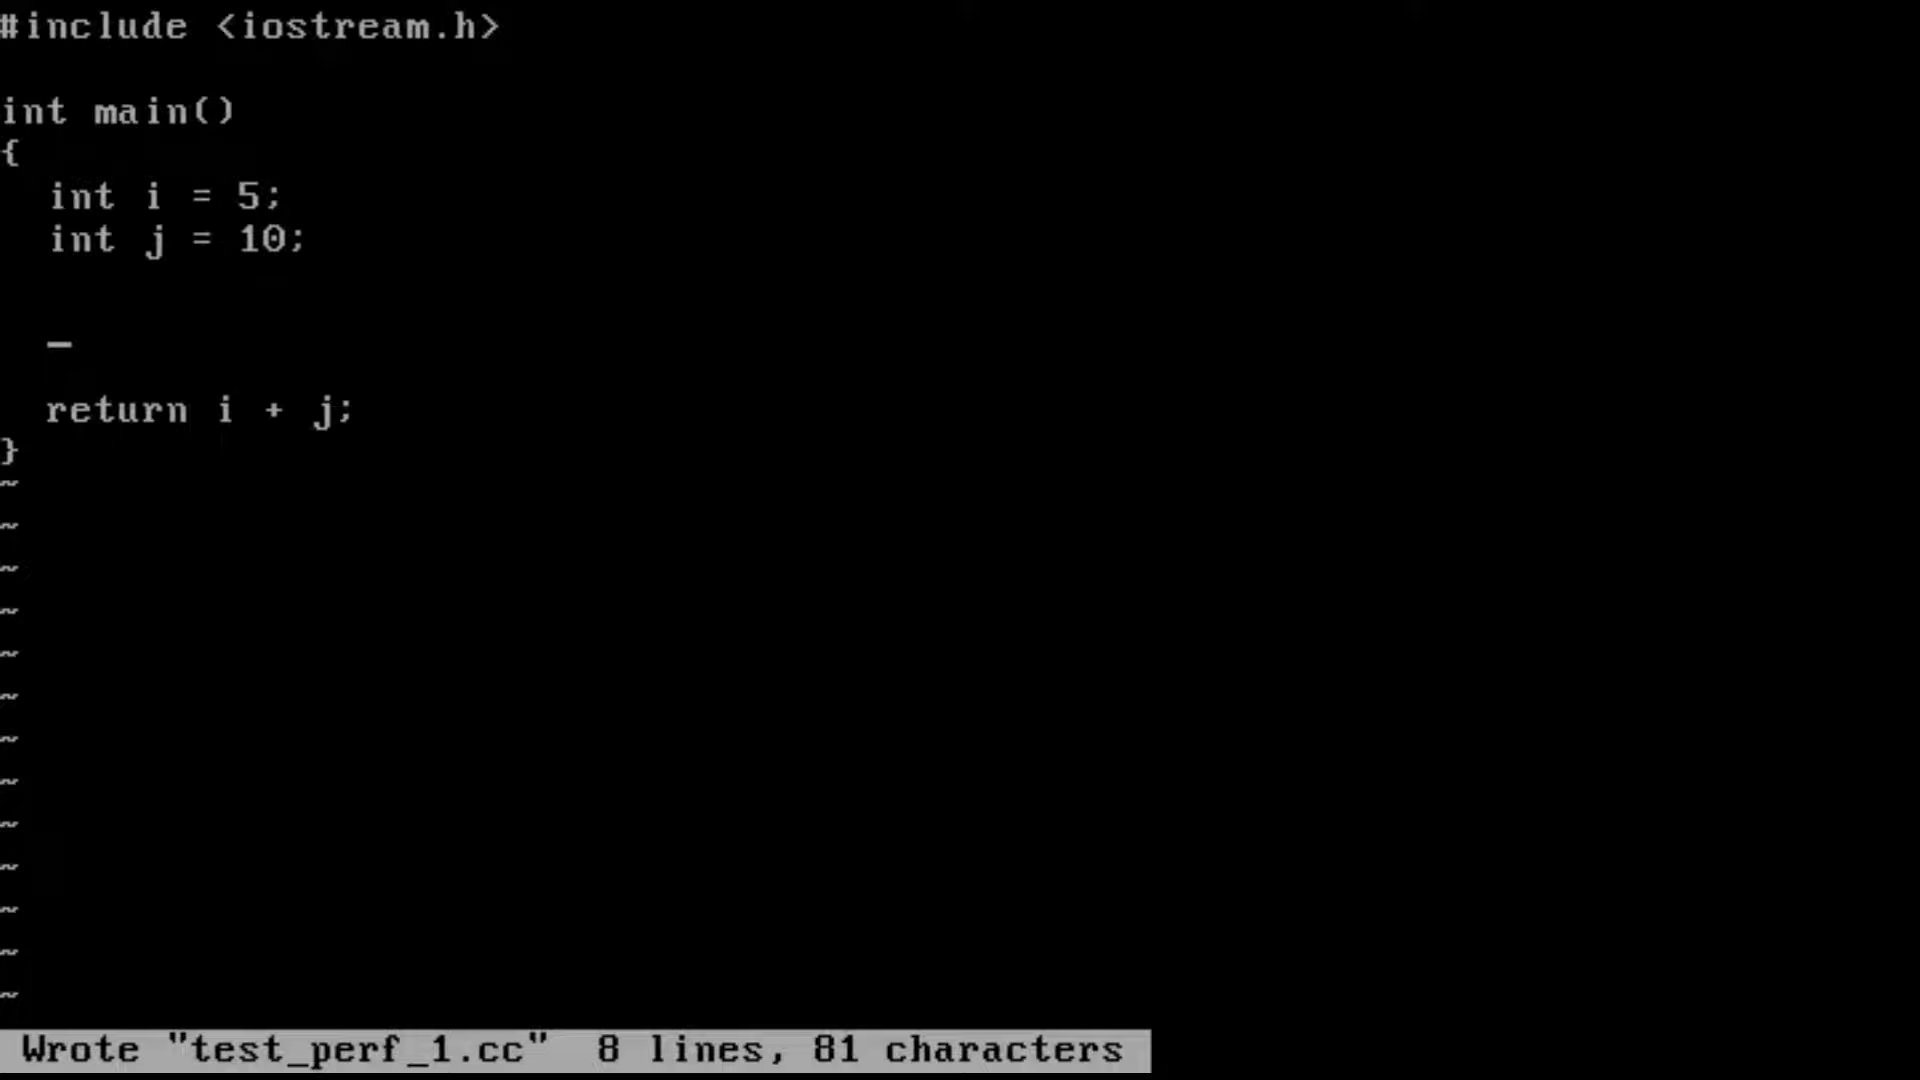 #include <iostream.h>
int main()
{
int i = 5;
int j = 10;
_
return i + j;
}
~
~
~
~
~
~
~
~
~
~
~
~
~
Wrote "test_perf_1.cc" 8 lines, 81 characters